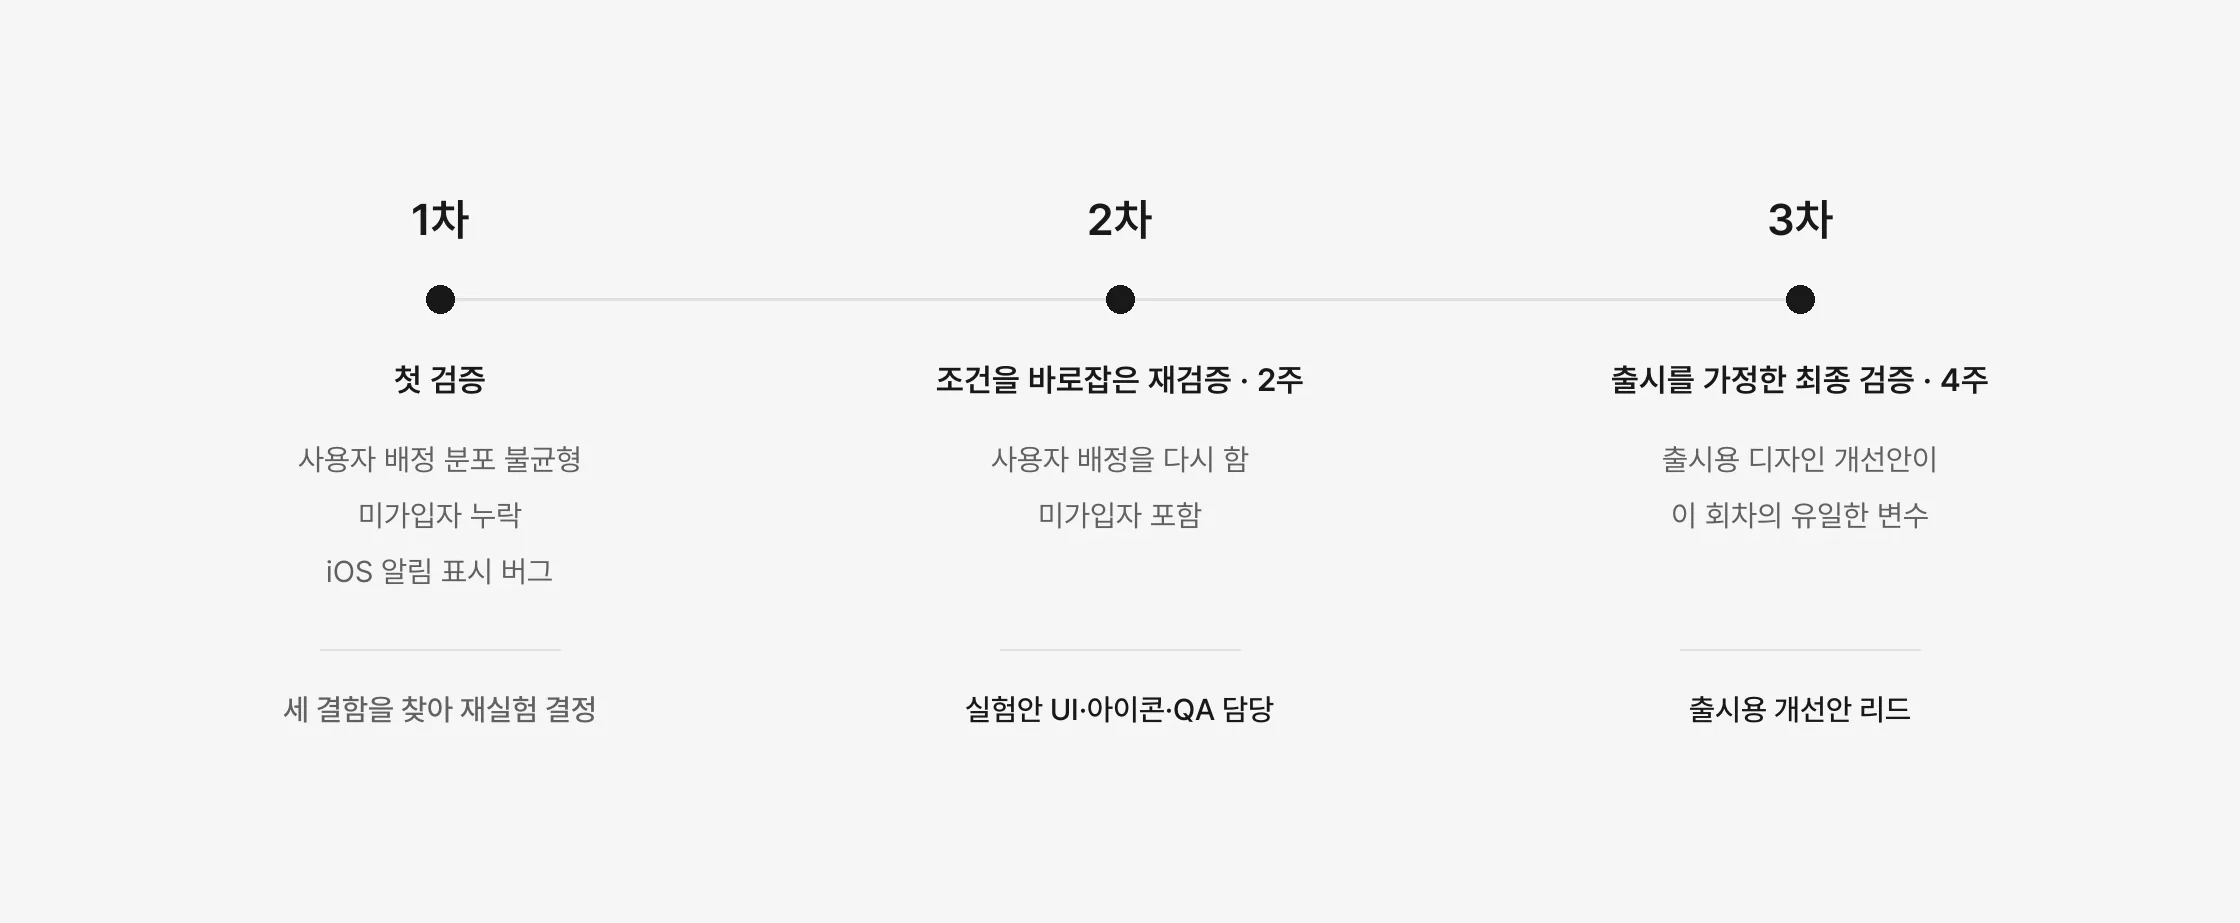 1차
첫 검증
사용자 배정 분포 불균형
미가입자 누락
iOS 알림 표시 버그
세 결함을 찾아 재실험 결정
2차
조건을 바로잡은 재검증 · 2주
사용자 배정을 다시 함
미가입자 포함
실험안 UI·아이콘·QA 담당
3차
출시를 가정한 최종 검증 · 4주
출시용 디자인 개선안이
이 회차의 유일한 변수
출시용 개선안 리드